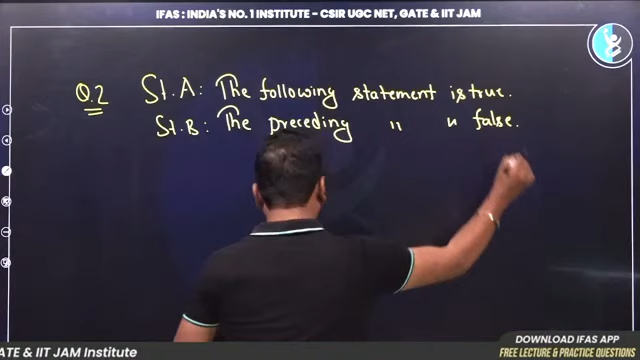 IFAS : INDIA'S NO. 1 INSTITUTE - CSIR UGC NET, GATE & IIT JAM
Q.2 St.A: The following statement is true.
St.B: The preceding " " false.
DOWNLOAD IFAS APP
GATE & IIT JAM Institute
FREE LECTURE & PRACTICE QUESTIONS